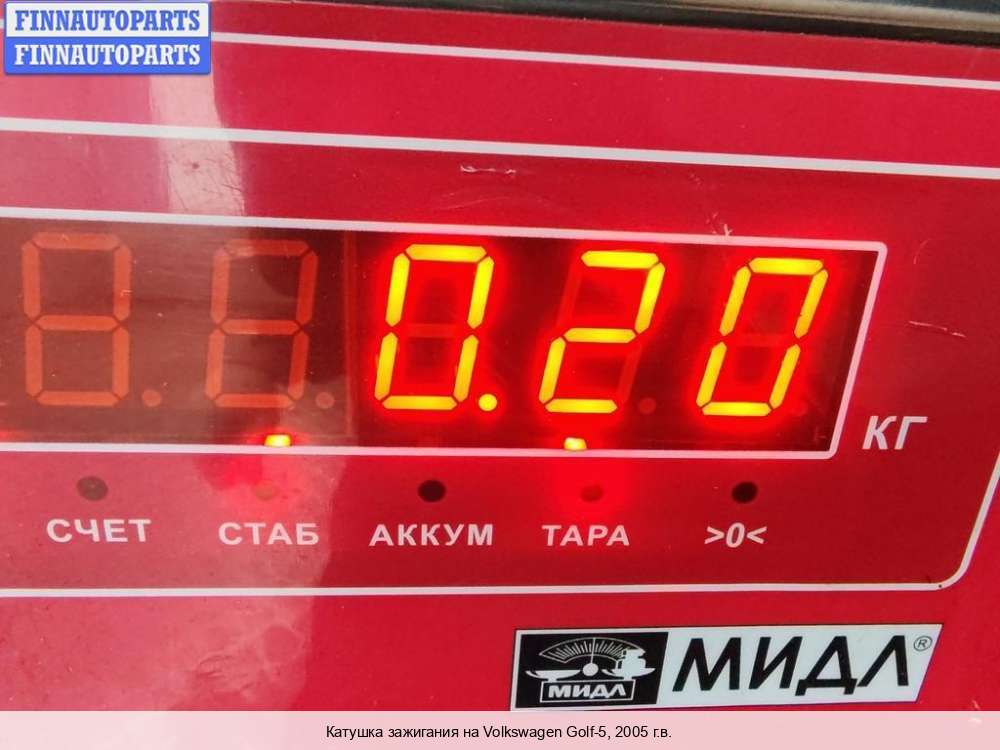 FINNAUTOPARTS
FINNAUTOPARTS
0.20
КГ
СЧЕТ СТАБ АККУМ ТАРА >0<
МИДЛ МИДЛ®
Катушка зажигания на Volkswagen Golf-5, 2005 г.в.